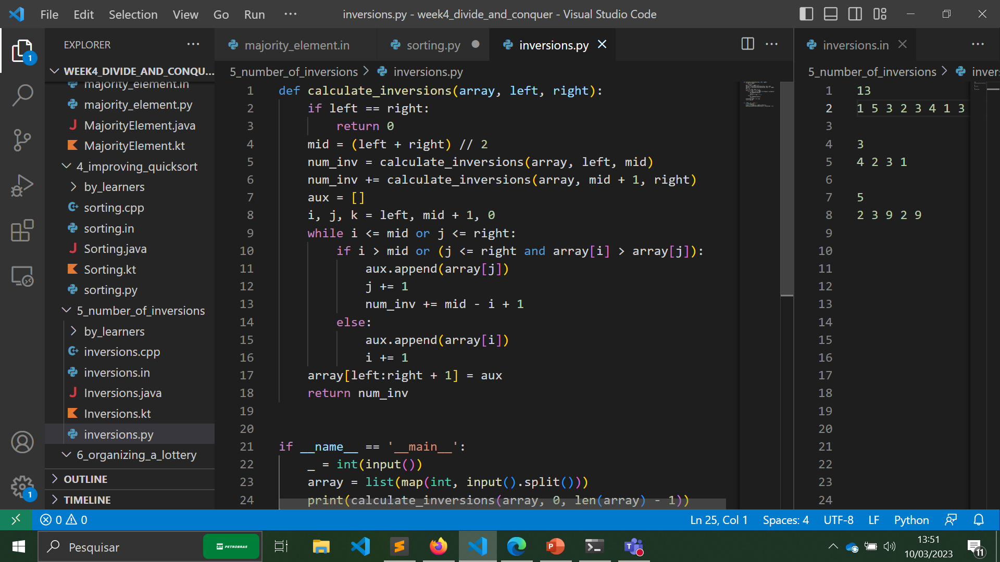 File Edit Selection View Go Run ···
inversions.py - week4_divide_and_conquer - Visual Studio Code
EXPLORER
WEEK4_DIVIDE_AND_CONQU...
majority_element.in
majority_element.py
MajorityElement.java
MajorityElement.kt
4_improving_quicksort
by_learners
sorting.cpp
sorting.in
Sorting.java
Sorting.kt
sorting.py
5_number_of_inversions
by_learners
inversions.cpp
inversions.in
Inversions.java
Inversions.kt
inversions.py
6_organizing_a_lottery
OUTLINE
TIMELINE
1
1
majority_element.in
sorting.py
inversions.py
5_number_of_inversions > inversions.py
1 def calculate_inversions(array, left, right):
2 if left == right:
3 return 0
4 mid = (left + right) // 2
5 num_inv = calculate_inversions(array, left, mid)
6 num_inv += calculate_inversions(array, mid + 1, right)
7 aux = []
8 i, j, k = left, mid + 1, 0
9 while i <= mid or j <= right:
10 if i > mid or (j <= right and array[i] > array[j]):
11 aux.append(array[j])
12 j += 1
13 num_inv += mid - i + 1
14 else:
15 aux.append(array[i])
16 i += 1
17 array[left:right + 1] = aux
18 return num_inv
19
20
21 if __name__ == '__main__':
22 _ = int(input())
23 array = list(map(int, input().split()))
24 print(calculate_inversions(array, 0, len(array) - 1))
inversions.in
5_number_of_inversions > inver
1 13
2 1 5 3 2 3 4 1 3
3
4 3
5 4 2 3 1
6
7 5
8 2 3 9 2 9
9
10
11
12
13
14
15
16
17
18
19
20
21
22
23
24
0 0
Ln 25, Col 1 Spaces: 4 UTF-8 LF Python
Pesquisar
BR PETROBRAS
13:51
10/03/2023
11